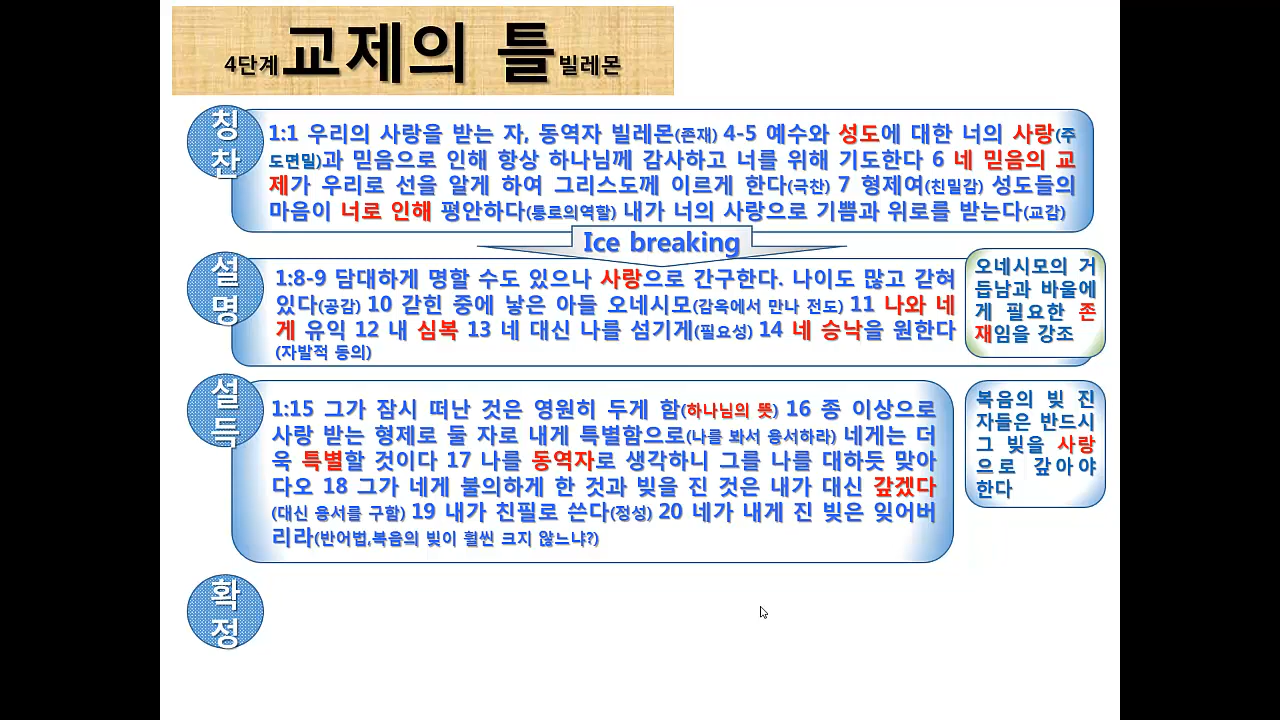 4단계교제의 틀빌레몬
칭찬
1:1 우리의 사랑을 받는 자, 동역자 빌레몬(존재) 4-5 예수와 성도에 대한 너의 사랑(주
도면밀)과 믿음으로 인해 항상 하나님께 감사하고 너를 위해 기도한다 6 네 믿음의 교
제가 우리로 선을 알게 하여 그리스도께 이르게 한다(극찬) 7 형제여(친밀감) 성도들의
마음이 너로 인해 평안하다(통로의역할) 내가 너의 사랑으로 기쁨과 위로를 받는다(교감)
Ice breaking
설명
1:8-9 담대하게 명할 수도 있으나 사랑으로 간구한다. 나이도 많고 갇혀
있다(공감) 10 갇힌 중에 낳은 아들 오네시모(감옥에서 만나 전도) 11 나와 네
게 유익 12 내 심복 13 네 대신 나를 섬기게(필요성) 14 네 승낙을 원한다
(자발적 동의)
오네시모의 거
듭남과 바울에
게 필요한 존
재임을 강조
설득
1:15 그가 잠시 떠난 것은 영원히 두게 함(하나님의 뜻) 16 종 이상으로
사랑 받는 형제로 둘 자로 내게 특별함으로(나를 봐서 용서하라) 네게는 더
욱 특별할 것이다 17 나를 동역자로 생각하니 그를 나를 대하듯 맞아
다오 18 그가 네게 불의하게 한 것과 빚을 진 것은 내가 대신 갚겠다
(대신 용서를 구함) 19 내가 친필로 쓴다(정성) 20 네가 내게 진 빚은 잊어버
리라(반어법,복음의 빚이 훨씬 크지 않느냐?)
복음의 빚 진
자들은 반드시
그 빚을 사랑
으로 갚아야
한다
확정